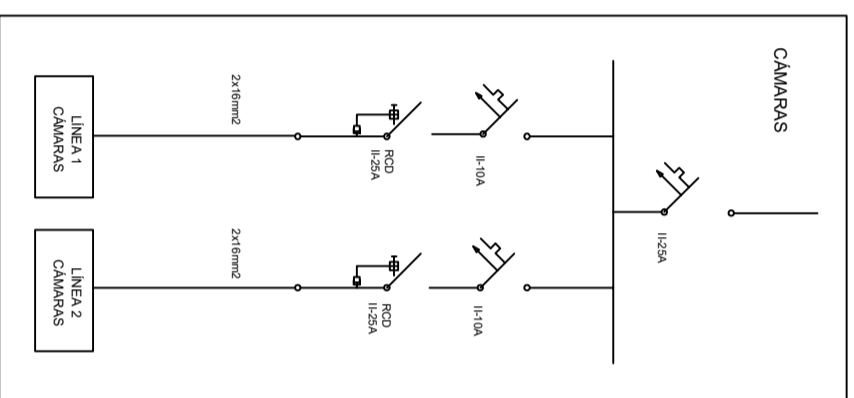 CÁMARAS
II-25A
II-10A
RCD
II-25A
2x16mm2
LÍNEA 1
CÁMARAS
II-10A
RCD
II-25A
2x16mm2
LÍNEA 2
CÁMARAS